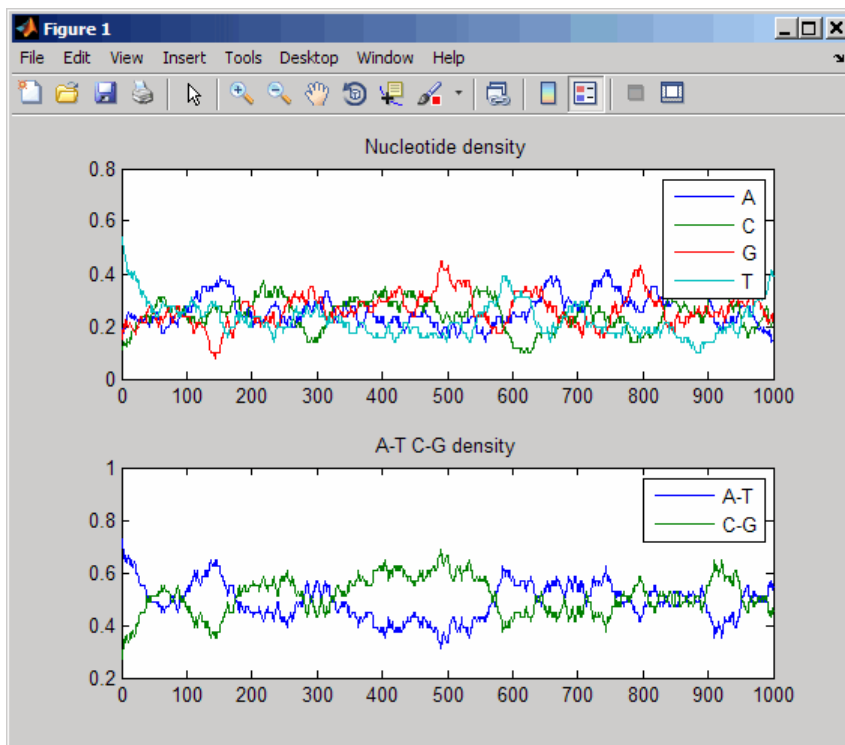 Figure 1
File Edit View Insert Tools Desktop Window Help
Nucleotide density
0.8
0.6
0.4
0.2
0
0 100 200 300 400 500 600 700 800 900 1000
A
C
G
T
A-T C-G density
1
0.8
0.6
0.4
0.2
0 100 200 300 400 500 600 700 800 900 1000
A-T
C-G